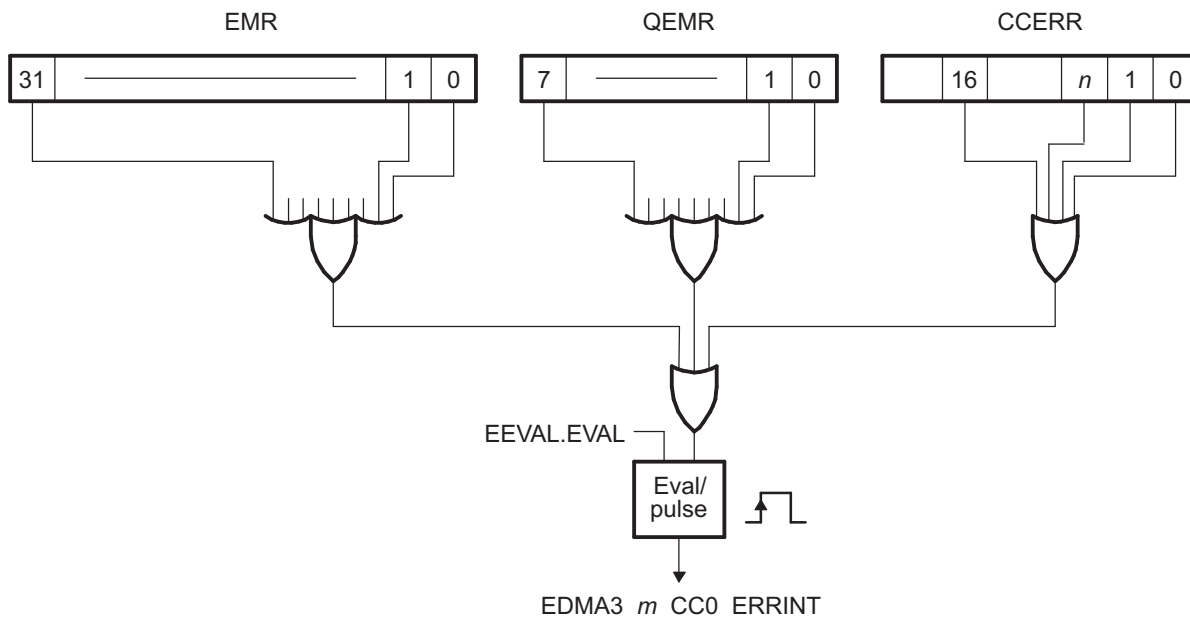 EMR QEMR CCERR
31 1 0 7 1 0 16 n 1 0
EEVAL.EVAL
Eval/
pulse
EDMA3 m CC0 ERRINT